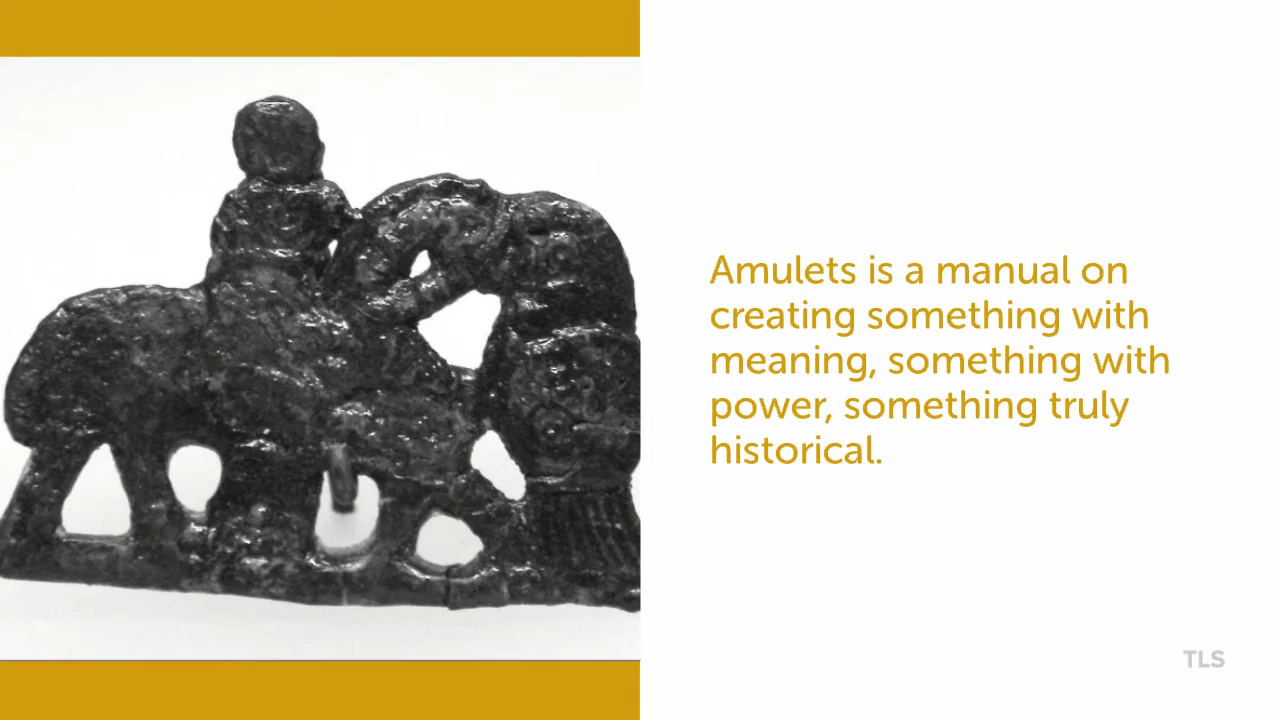 Amulets is a manual on
creating something with
meaning, something with
power, something truly
historical.
TLS